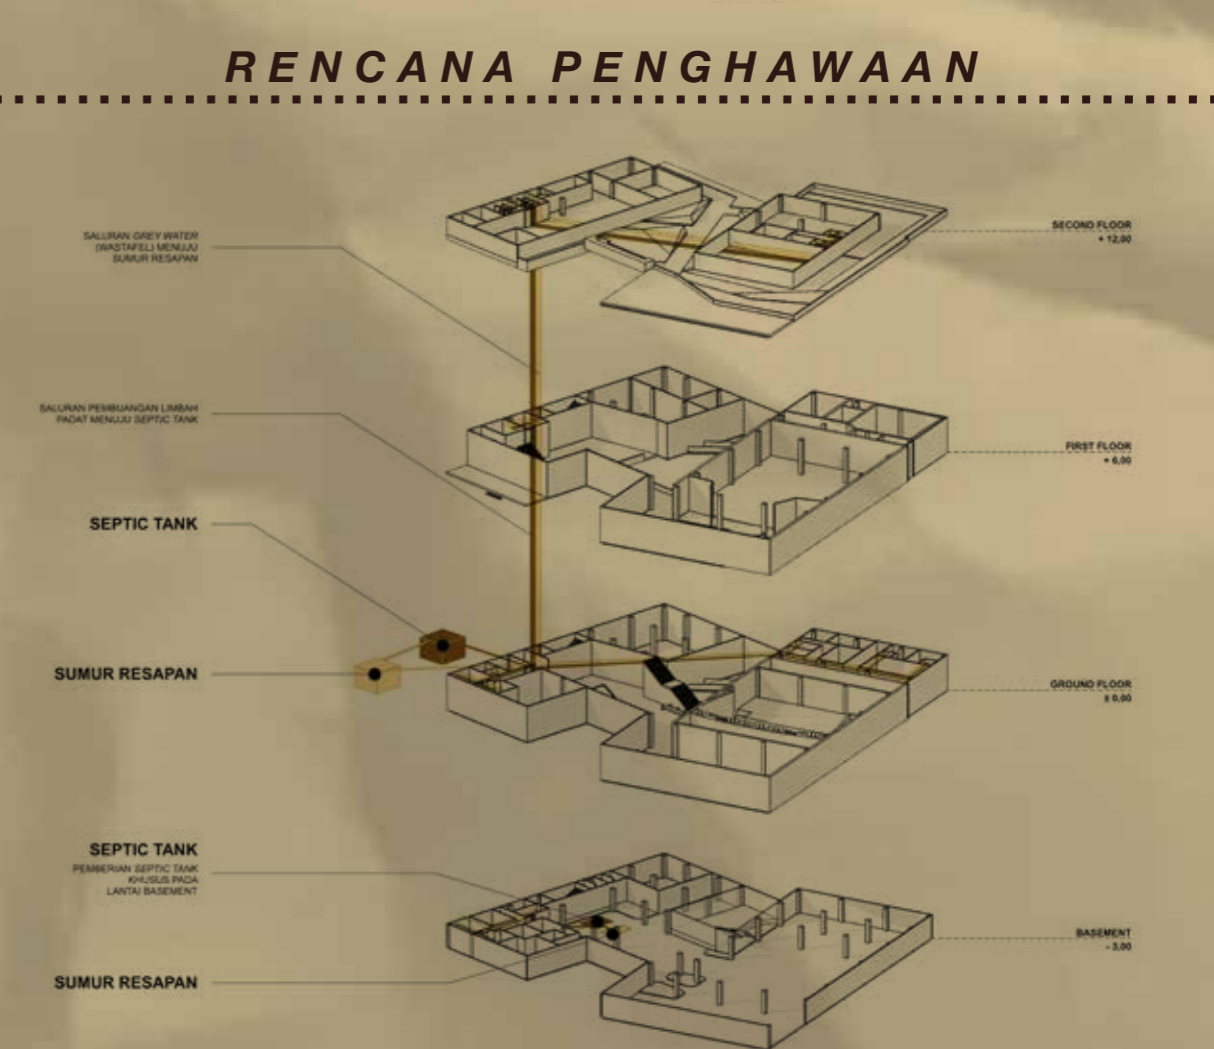 RENCANA PENGHAWAAN
SALURAN GREY WATER
(WASTAFEL) MENUJU
SUMUR RESAPAN
SECOND FLOOR
+ 12,00
SALURAN PEMBUANGAN LIMBAH
PADAT MENUJU SEPTIC TANK
FIRST FLOOR
+ 6,00
SEPTIC TANK
SUMUR RESAPAN
GROUND FLOOR
± 0,00
SEPTIC TANK
PEMBERIAN SEPTIC TANK
KHUSUS PADA
LANTAI BASEMENT
BASEMENT
- 3,00
SUMUR RESAPAN